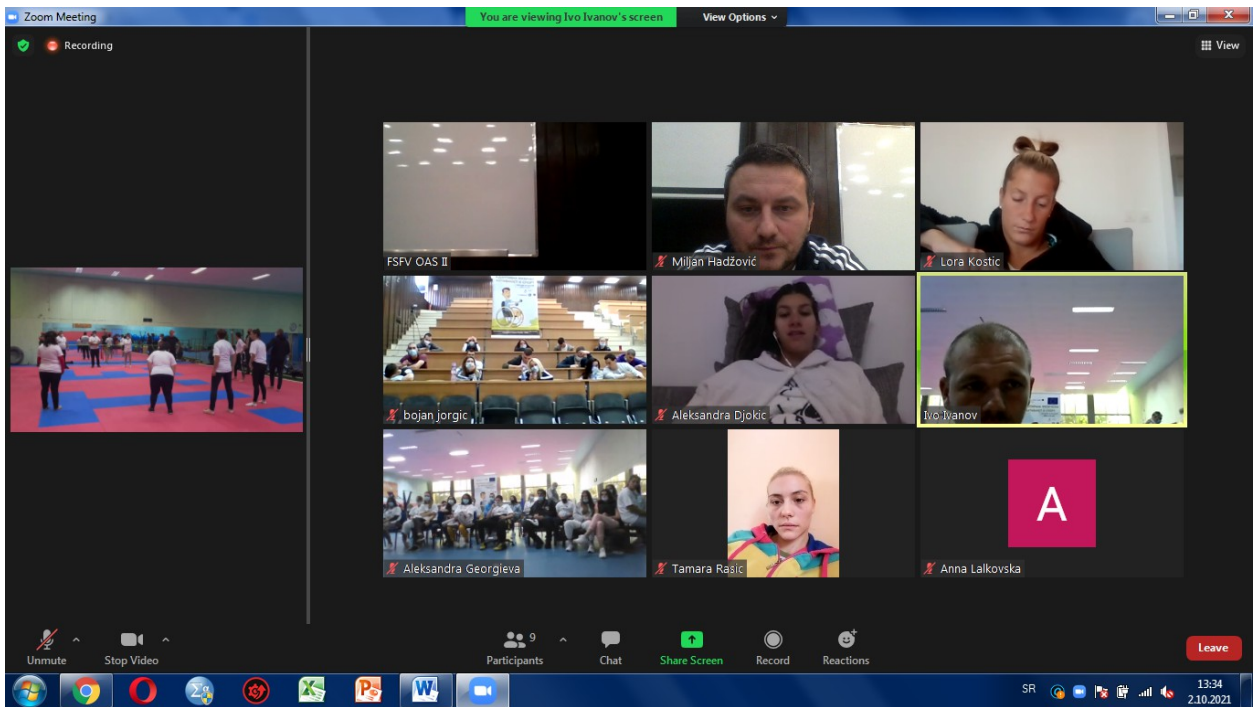 Zoom Meeting
You are viewing Ivo Ivanov's screen
View Options
Recording
View
FSFV OAS II
Miljan Hadžović
Lora Kostic
bojan jorgic
Aleksandra Djokic
Ivo Ivanov
Aleksandra Georgieva
Tamara Rasic
A
Anna Lalkovska
Unmute
Stop Video
9
Participants
Chat
Share Screen
Record
Reactions
Leave
SR
13:34
2.10.2021